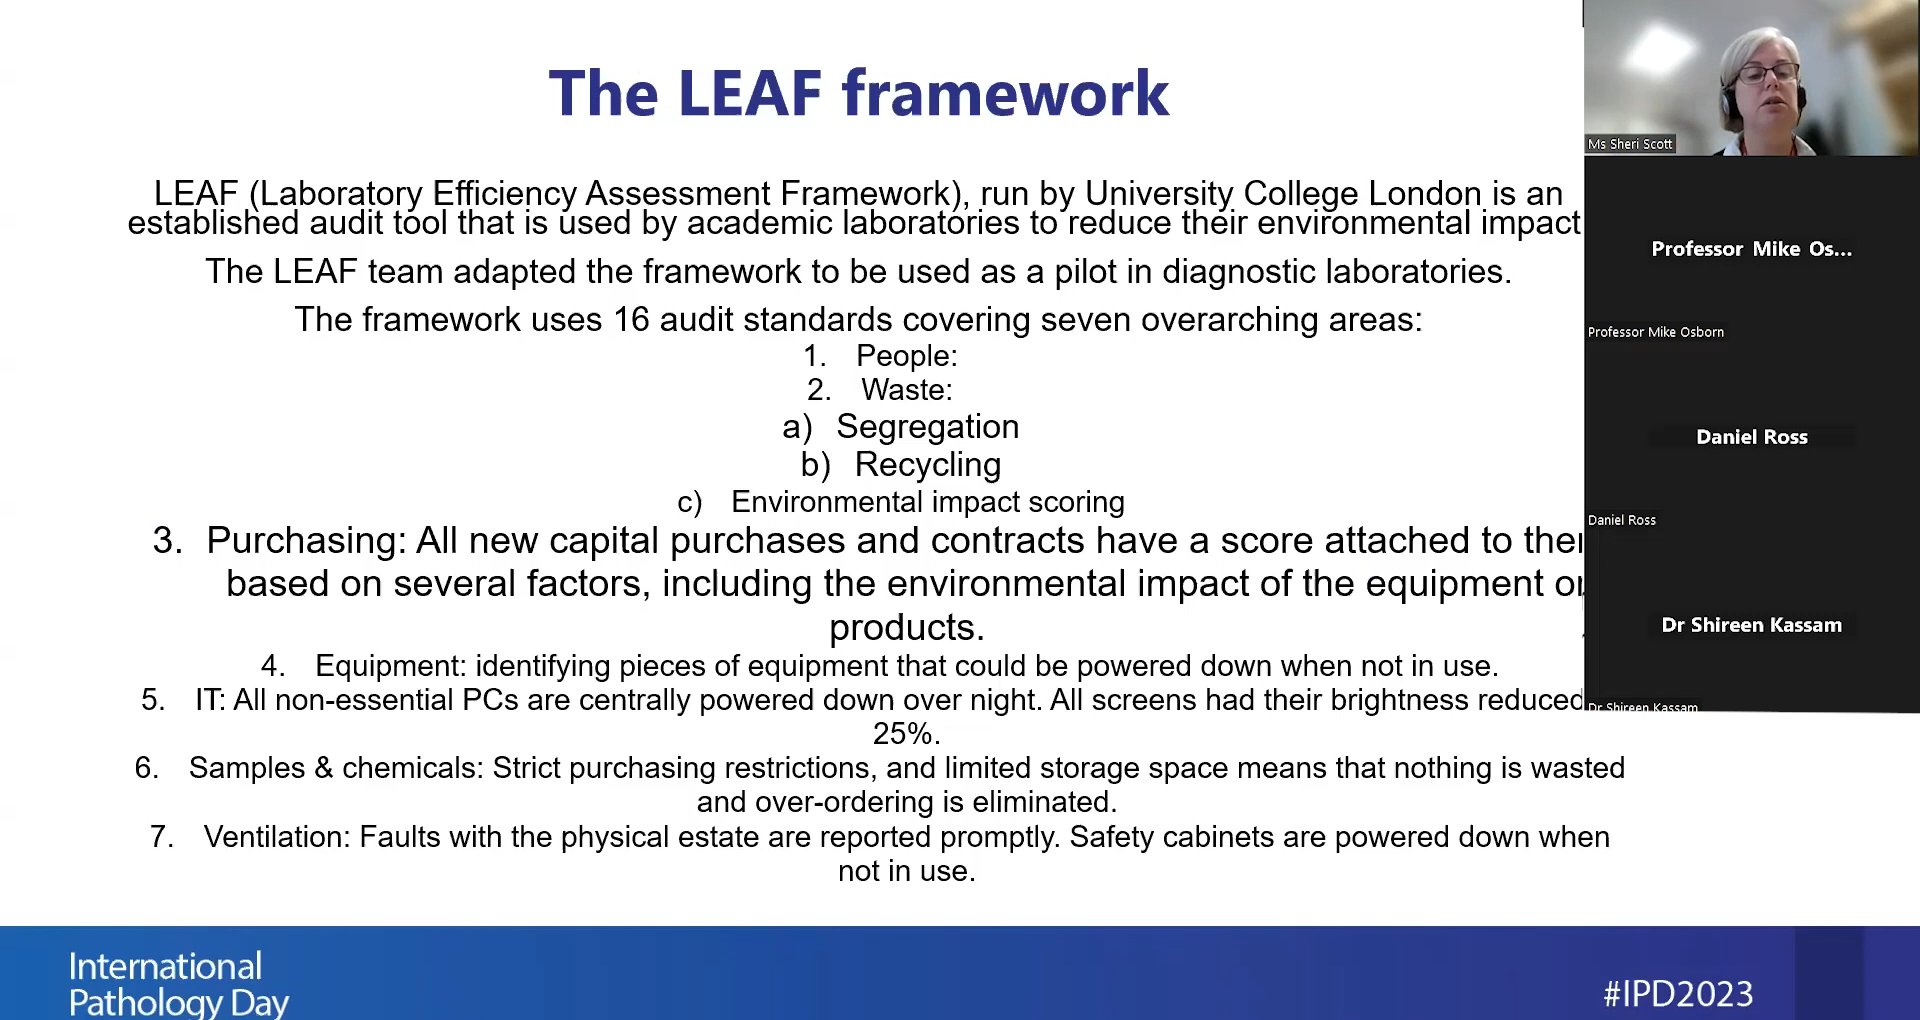 The LEAF framework
LEAF (Laboratory Efficiency Assessment Framework), run by University College London is an
established audit tool that is used by academic laboratories to reduce their environmental impact
The LEAF team adapted the framework to be used as a pilot in diagnostic laboratories.
The framework uses 16 audit standards covering seven overarching areas:
1. People:
2. Waste:
a) Segregation
b) Recycling
c) Environmental impact scoring
3. Purchasing: All new capital purchases and contracts have a score attached to
based on several factors, including the environmental impact of the equipment or
products.
4. Equipment: identifying pieces of equipment that could be powered down when not in use.
5. IT: All non-essential PCs are centrally powered down over night. All screens had their brightness reduced
25%.
6. Samples & chemicals: Strict purchasing restrictions, and limited storage space means that nothing is wasted
and over-ordering is eliminated.
7. Ventilation: Faults with the physical estate are reported promptly. Safety cabinets are powered down when
not in use.
International
Pathology Day
#IPD2023
Ms Sheri Scott
Professor Mike Os...
Professor Mike Osborn
Daniel Ross
Daniel Ross
Dr Shireen Kassam
Dr Shireen Kassam